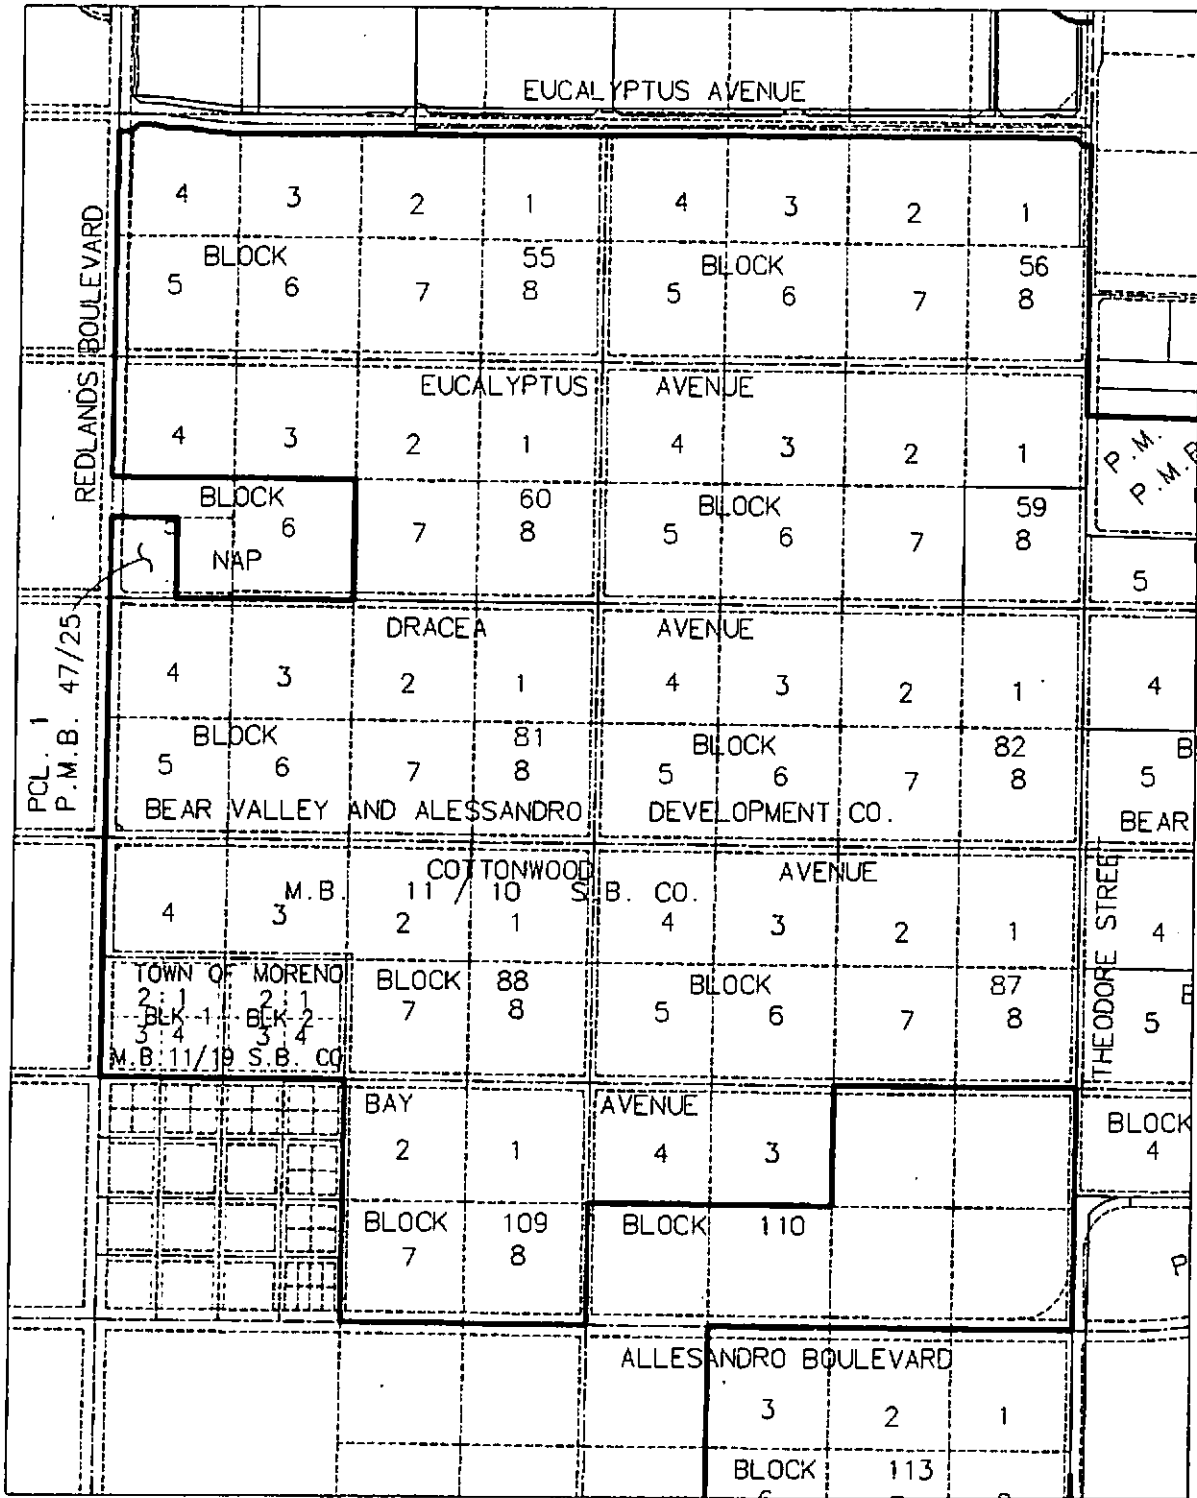 EUCALYPTUS AVENUE
4 3 2 1 4 3 2 1
BLOCK 55 BLOCK 56
5 6 7 8 5 6 7 8
REDLANDS BOULEVARD
EUCALYPTUS AVENUE
4 3 2 1 4 3 2 1
P.M.
P.M.B
BLOCK 60 BLOCK 59
5 6 7 8 5 6 7 8
NAP
5
PCL. 1
P.M.B. 47/25
DRACEA AVENUE
4 3 2 1 4 3 2 1 4
BLOCK 81 BLOCK 82 B
5 6 7 8 5 6 7 8 5
BEAR VALLEY AND ALESSANDRO DEVELOPMENT CO. BEAR
COTTONWOOD AVENUE
M.B. 11 / 10 S.B. CO.
4 3 2 1 4 3 2 1 4
THEODORE STREET
TOWN OF MORENO BLOCK 88 BLOCK 87 B
2 1 2 1
BLK 1 BLK 2 7 8 5 6 7 8 5
3 4 3 4
M.B. 11/19 S.B. CO
BAY AVENUE
2 1 4 3 BLOCK
4
BLOCK 109 BLOCK 110
7 8 P
ALLESANDRO BOULEVARD
3 2 1
BLOCK 113